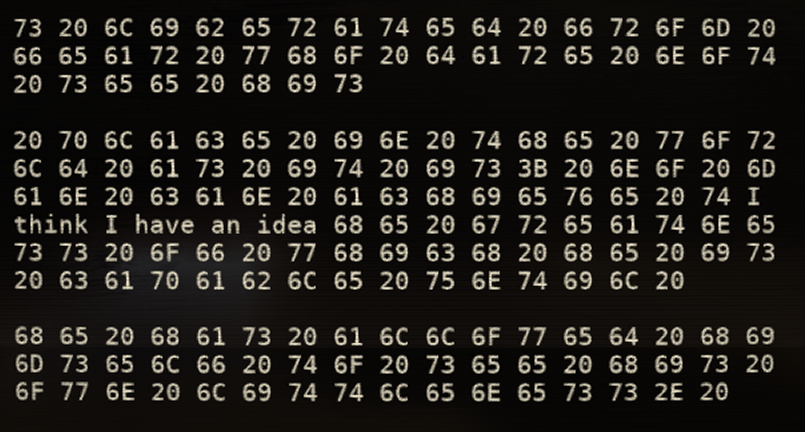 73 20 6C 69 62 65 72 61 74 65 64 20 66 72 6F 6D 20
66 65 61 72 20 77 68 6F 20 64 61 72 65 20 6E 6F 74
20 73 65 65 20 68 69 73
20 70 6C 61 63 65 20 69 6E 20 74 68 65 20 77 6F 72
6C 64 20 61 73 20 69 74 20 69 73 3B 20 6E 6F 20 6D
61 6E 20 63 61 6E 20 61 63 68 69 65 76 65 20 74 I
think I have an idea 68 65 20 67 72 65 61 74 6E 65
73 73 20 6F 66 20 77 68 69 63 68 20 68 65 20 69 73
20 63 61 70 61 62 6C 65 20 75 6E 74 69 6C 20
68 65 20 68 61 73 20 61 6C 6C 6F 77 65 64 20 68 69
6D 73 65 6C 66 20 74 6F 20 73 65 65 20 68 69 73 20
6F 77 6E 20 6C 69 74 74 6C 65 6E 65 73 73 2E 20